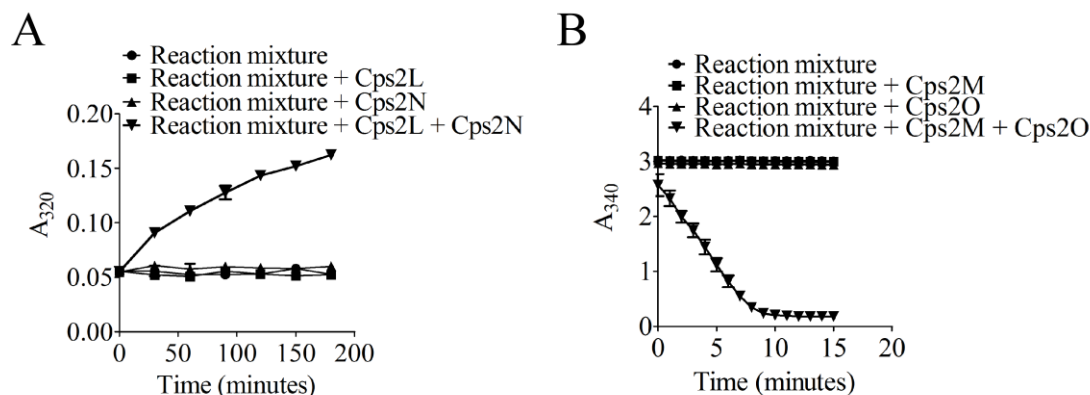 A
Reaction mixture
Reaction mixture + Cps2L
Reaction mixture + Cps2N
Reaction mixture + Cps2L + Cps2N
0.20
0.15
0.10
0.05
0.00
A320
0
50
100
150
200
Time (minutes)
B
Reaction mixture
Reaction mixture + Cps2M
Reaction mixture + Cps2O
Reaction mixture + Cps2M + Cps2O
4
3
2
1
0
A340
0
5
10
15
20
Time (minutes)